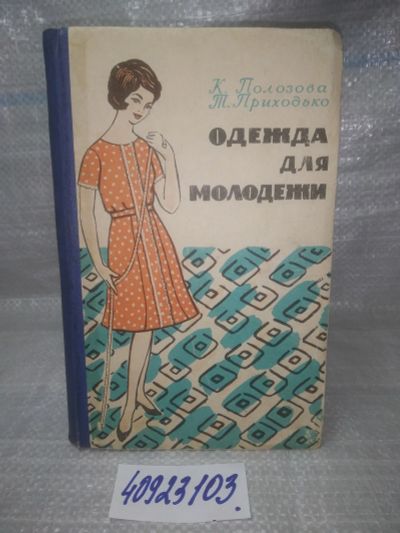 К. Полозова
Т. Приходько
ОДЕЖДА
ДЛЯ
МОЛОДЕЖИ
40923103.